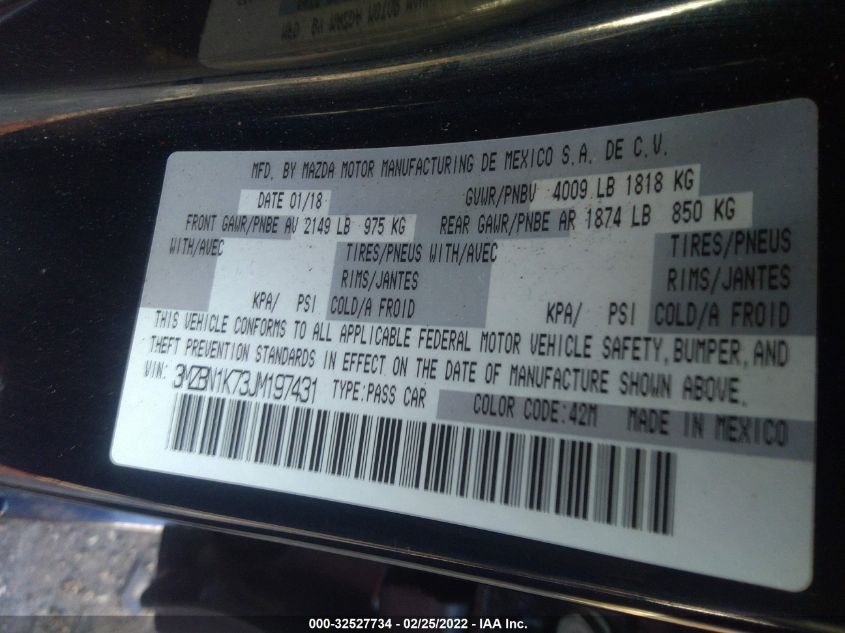 MFD. BY MAZDA MOTOR MANUFACTURING DE MEXICO S.A. DE C.V.
DATE 01/18 GVWR/PNBV 4009 LB 1818 KG
FRONT GAWR/PNBE AV 2149 LB 975 KG REAR GAWR/PNBE AR 1874 LB 850 KG
WITH/AVEC TIRES/PNEUS WITH/AVEC TIRES/PNEUS
RIMS/JANTES RIMS/JANTES
KPA/ PSI COLD/A FROID KPA/ PSI COLD/A FROID
THIS VEHICLE CONFORMS TO ALL APPLICABLE FEDERAL MOTOR VEHICLE SAFETY, BUMPER, AND
THEFT PREVENTION STANDARDS IN EFFECT ON THE DATE OF MANUFACTURE SHOWN ABOVE.
VIN: 3MZBN1K73JM197431 TYPE:PASS CAR COLOR CODE:42M MADE IN MEXICO
000-32527734 - 02/25/2022 - IAA Inc.